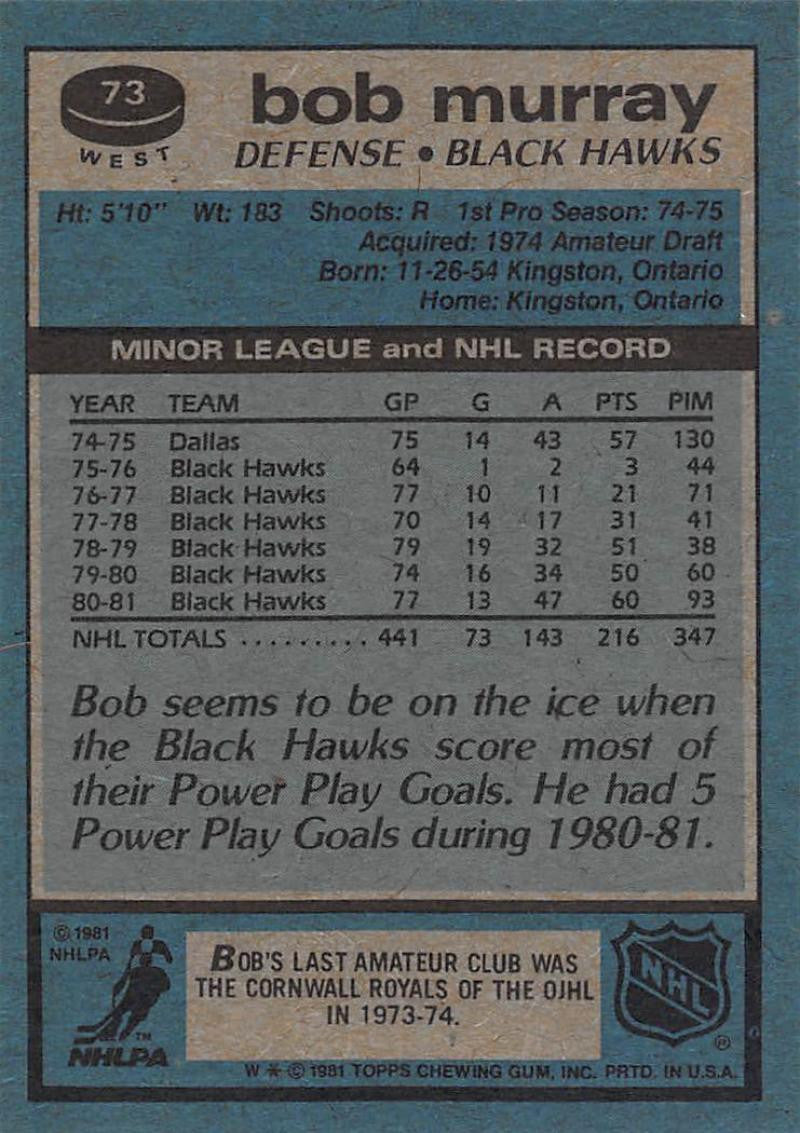 73
WEST
bob murray
DEFENSE • BLACK HAWKS
Ht: 5'10" Wt: 183 Shoots: R 1st Pro Season: 74-75
Acquired: 1974 Amateur Draft
Born: 11-26-54 Kingston, Ontario
Home: Kingston, Ontario
MINOR LEAGUE and NHL RECORD
YEAR TEAM GP G A PTS PIM
74-75 Dallas 75 14 43 57 130
75-76 Black Hawks 64 1 2 3 44
76-77 Black Hawks 77 10 11 21 71
77-78 Black Hawks 70 14 17 31 41
78-79 Black Hawks 79 19 32 51 38
79-80 Black Hawks 74 16 34 50 60
80-81 Black Hawks 77 13 47 60 93
NHL TOTALS .......... 441 73 143 216 347
Bob seems to be on the ice when
the Black Hawks score most of
their Power Play Goals. He had 5
Power Play Goals during 1980-81.
© 1981
NHLPA
TM
NHLPA
BOB'S LAST AMATEUR CLUB WAS
THE CORNWALL ROYALS OF THE OJHL
IN 1973-74.
NHL
®
W * © 1981 TOPPS CHEWING GUM, INC. PRTD. IN U.S.A.